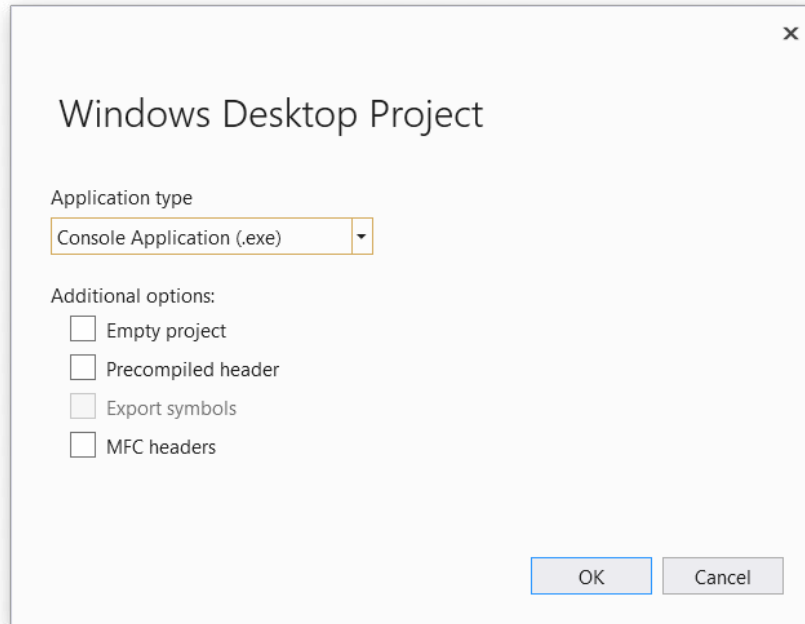 Windows Desktop Project
Application type
Console Application (.exe)
Additional options:
Empty project
Precompiled header
Export symbols
MFC headers
OK Cancel